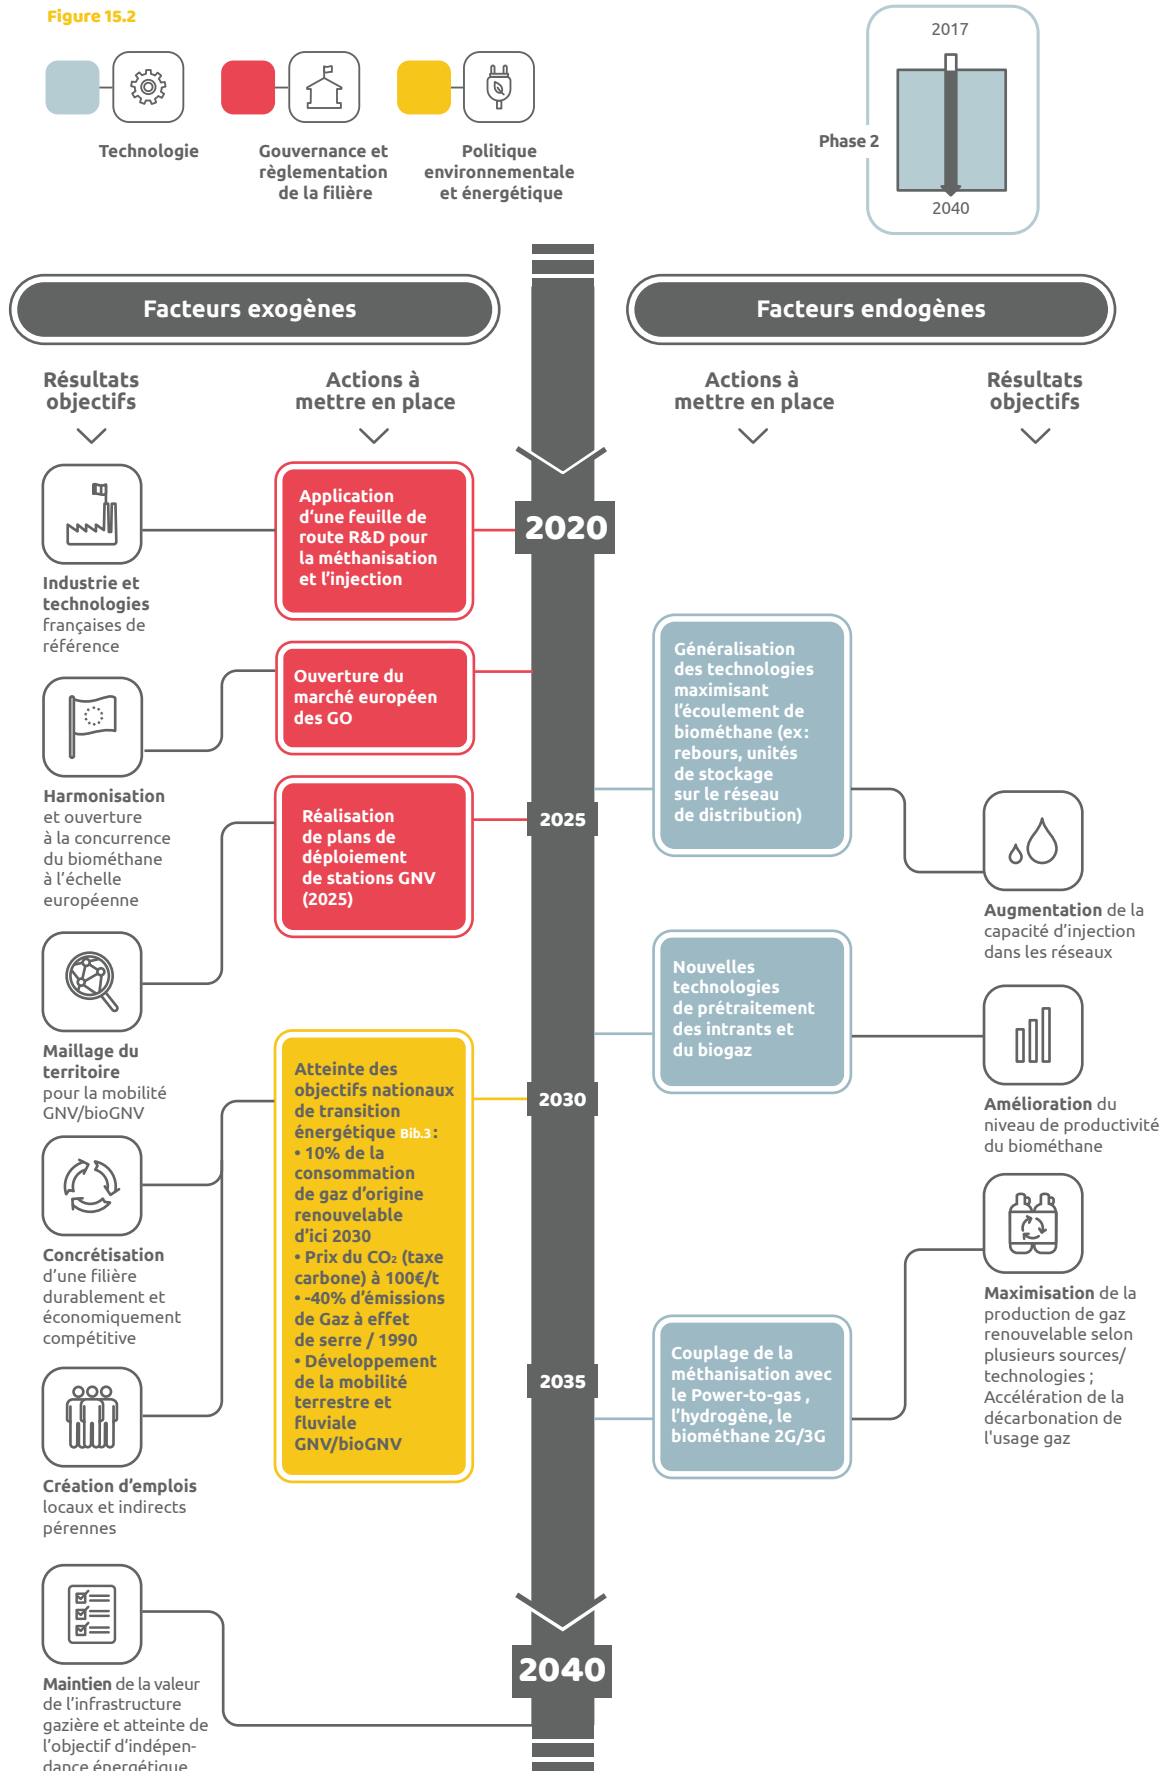 Figure 15.2
Technologie
Gouvernance et
règlementation
de la filière
Politique
environnementale
et énergétique
2017
Phase 2
2040
Facteurs exogènes
Facteurs endogènes
Résultats
objectifs
Actions à
mettre en place
Actions à
mettre en place
Résultats
objectifs
Application
d'une feuille de
route R&D pour
la méthanisation
et l'injection
2020
Industrie et
technologies
françaises de
référence
Ouverture du
marché européen
des GO
Généralisation
des technologies
maximisant
l'écoulement de
biométhane (ex :
rebours, unités
de stockage
sur le réseau
de distribution)
Harmonisation
et ouverture
à la concurrence
du biométhane
à l'échelle
européenne
Réalisation
de plans de
déploiement
de stations GNV
(2025)
2025
Augmentation de la
capacité d'injection
dans les réseaux
Maillage du
territoire
pour la mobilité
GNV/bioGNV
Nouvelles
technologies
de prétraitement
des intrants et
du biogaz
Amélioration du
niveau de productivité
du biométhane
Atteinte des
objectifs nationaux
de transition
énergétique Bib.3 :
• 10% de la
consommation
de gaz d'origine
renouvelable
d'ici 2030
• Prix du CO₂ (taxe
carbone) à 100€/t
• -40% d'émissions
de Gaz à effet
de serre / 1990
• Développement
de la mobilité
terrestre et
fluviale
GNV/bioGNV
2030
Concrétisation
d'une filière
durablement et
économiquement
compétitive
Maximisation de la
production de gaz
renouvelable selon
plusieurs sources/
technologies ;
Accélération de la
décarbonation de
l'usage gaz
2035
Couplage de la
méthanisation avec
le Power-to-gas ,
l'hydrogène, le
biométhane 2G/3G
Création d'emplois
locaux et indirects
pérennes
2040
Maintien de la valeur
de l'infrastructure
gazière et atteinte de
l'objectif d'indépen-
dance énergétique